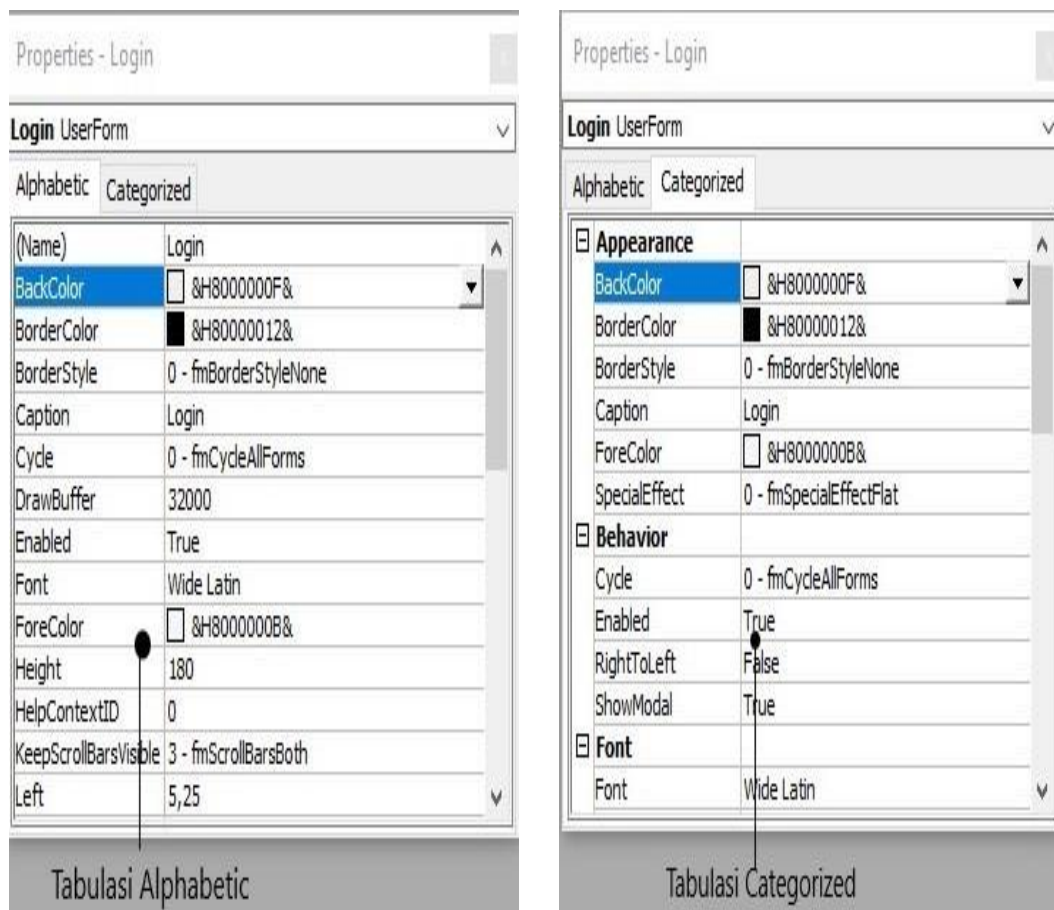 Properties - Login
Login UserForm
Alphabetic Categorized
(Name) Login
BackColor &H8000000F&
BorderColor &H80000012&
BorderStyle 0 - fmBorderStyleNone
Caption Login
Cycle 0 - fmCycleAllForms
DrawBuffer 32000
Enabled True
Font Wide Latin
ForeColor &H8000000B&
Height 180
HelpContextID 0
KeepScrollBarsVisible 3 - fmScrollBarsBoth
Left 5,25
Tabulasi Alphabetic
Properties - Login
Login UserForm
Alphabetic Categorized
Appearance
BackColor &H8000000F&
BorderColor &H80000012&
BorderStyle 0 - fmBorderStyleNone
Caption Login
ForeColor &H8000000B&
SpecialEffect 0 - fmSpecialEffectFlat
Behavior
Cycle 0 - fmCycleAllForms
Enabled True
RightToLeft False
ShowModal True
Font
Font Wide Latin
Tabulasi Categorized